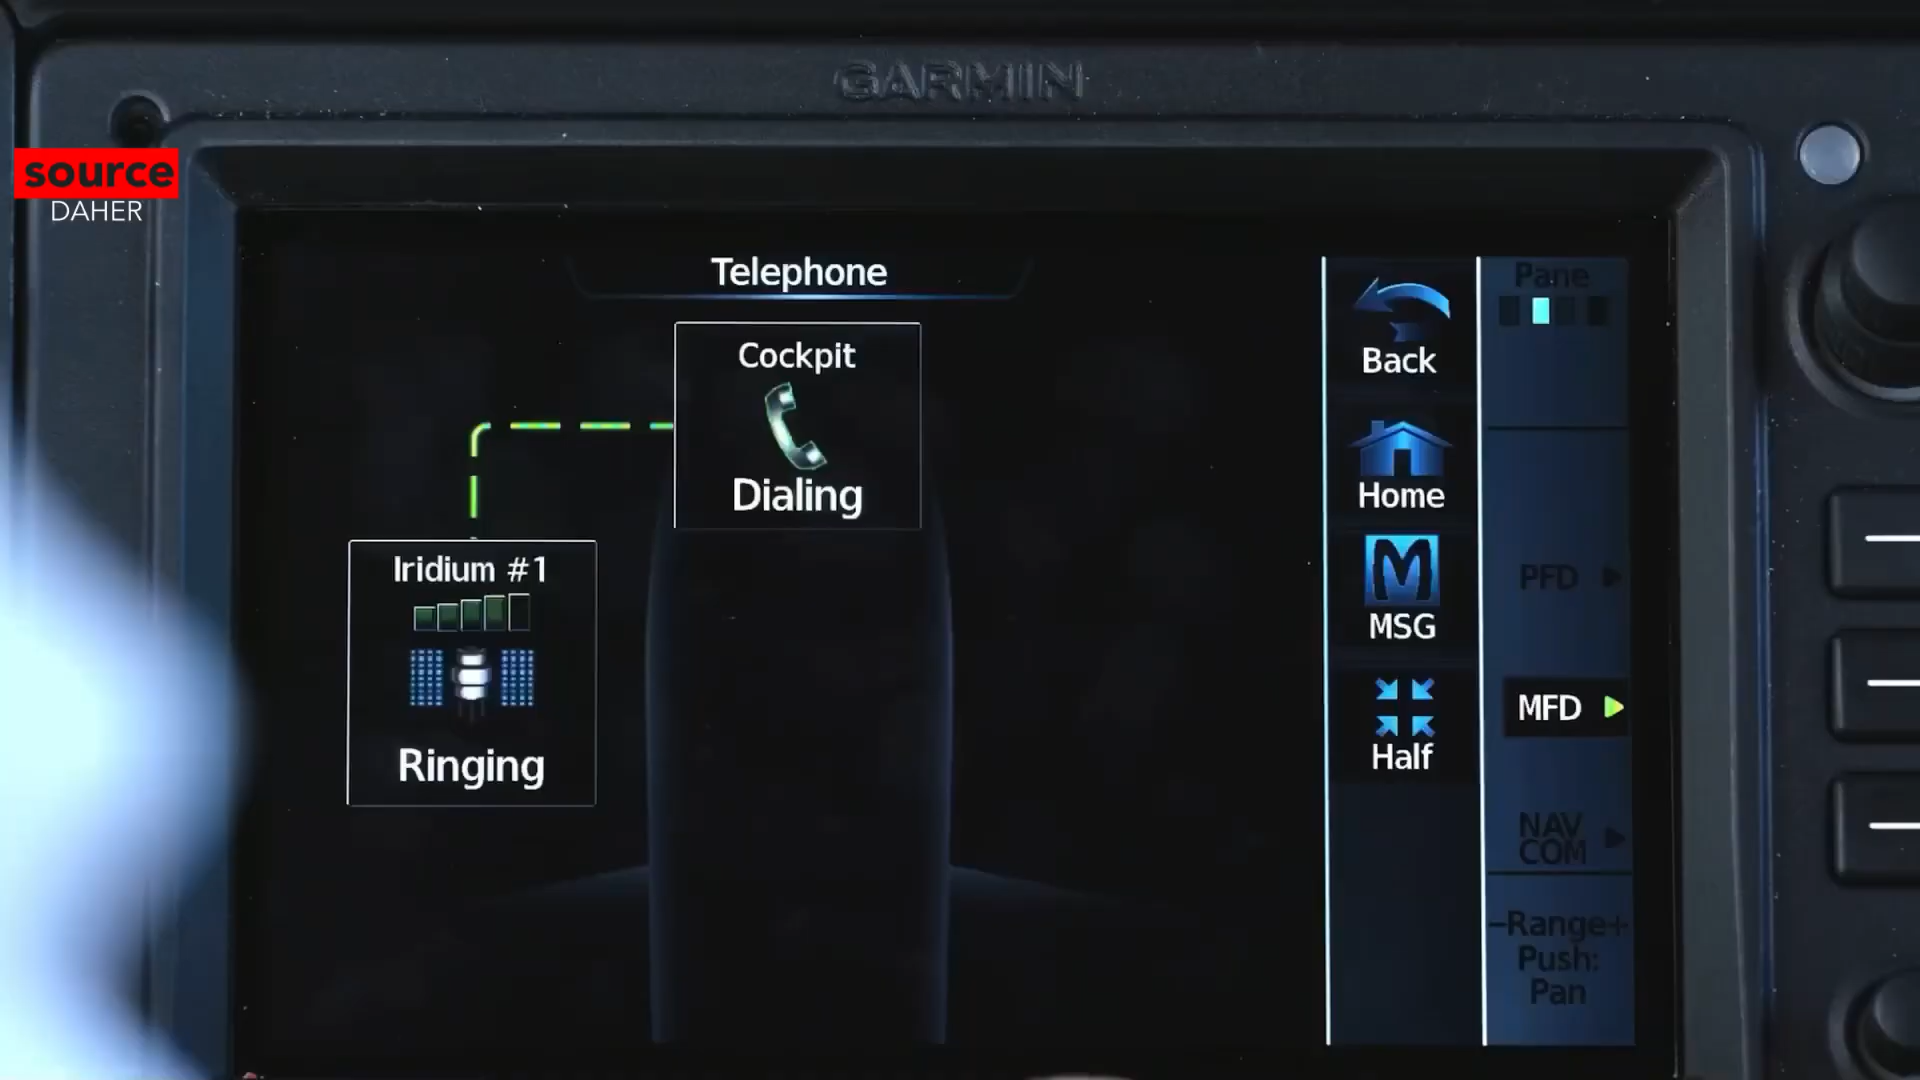 GARMIN
source
DAHER
Telephone
Cockpit
Dialing
Iridium #1
Ringing
Back
Home
MSG
Half
Pane
PFD
MFD
NAV
COM
-Range+
Push:
Pan